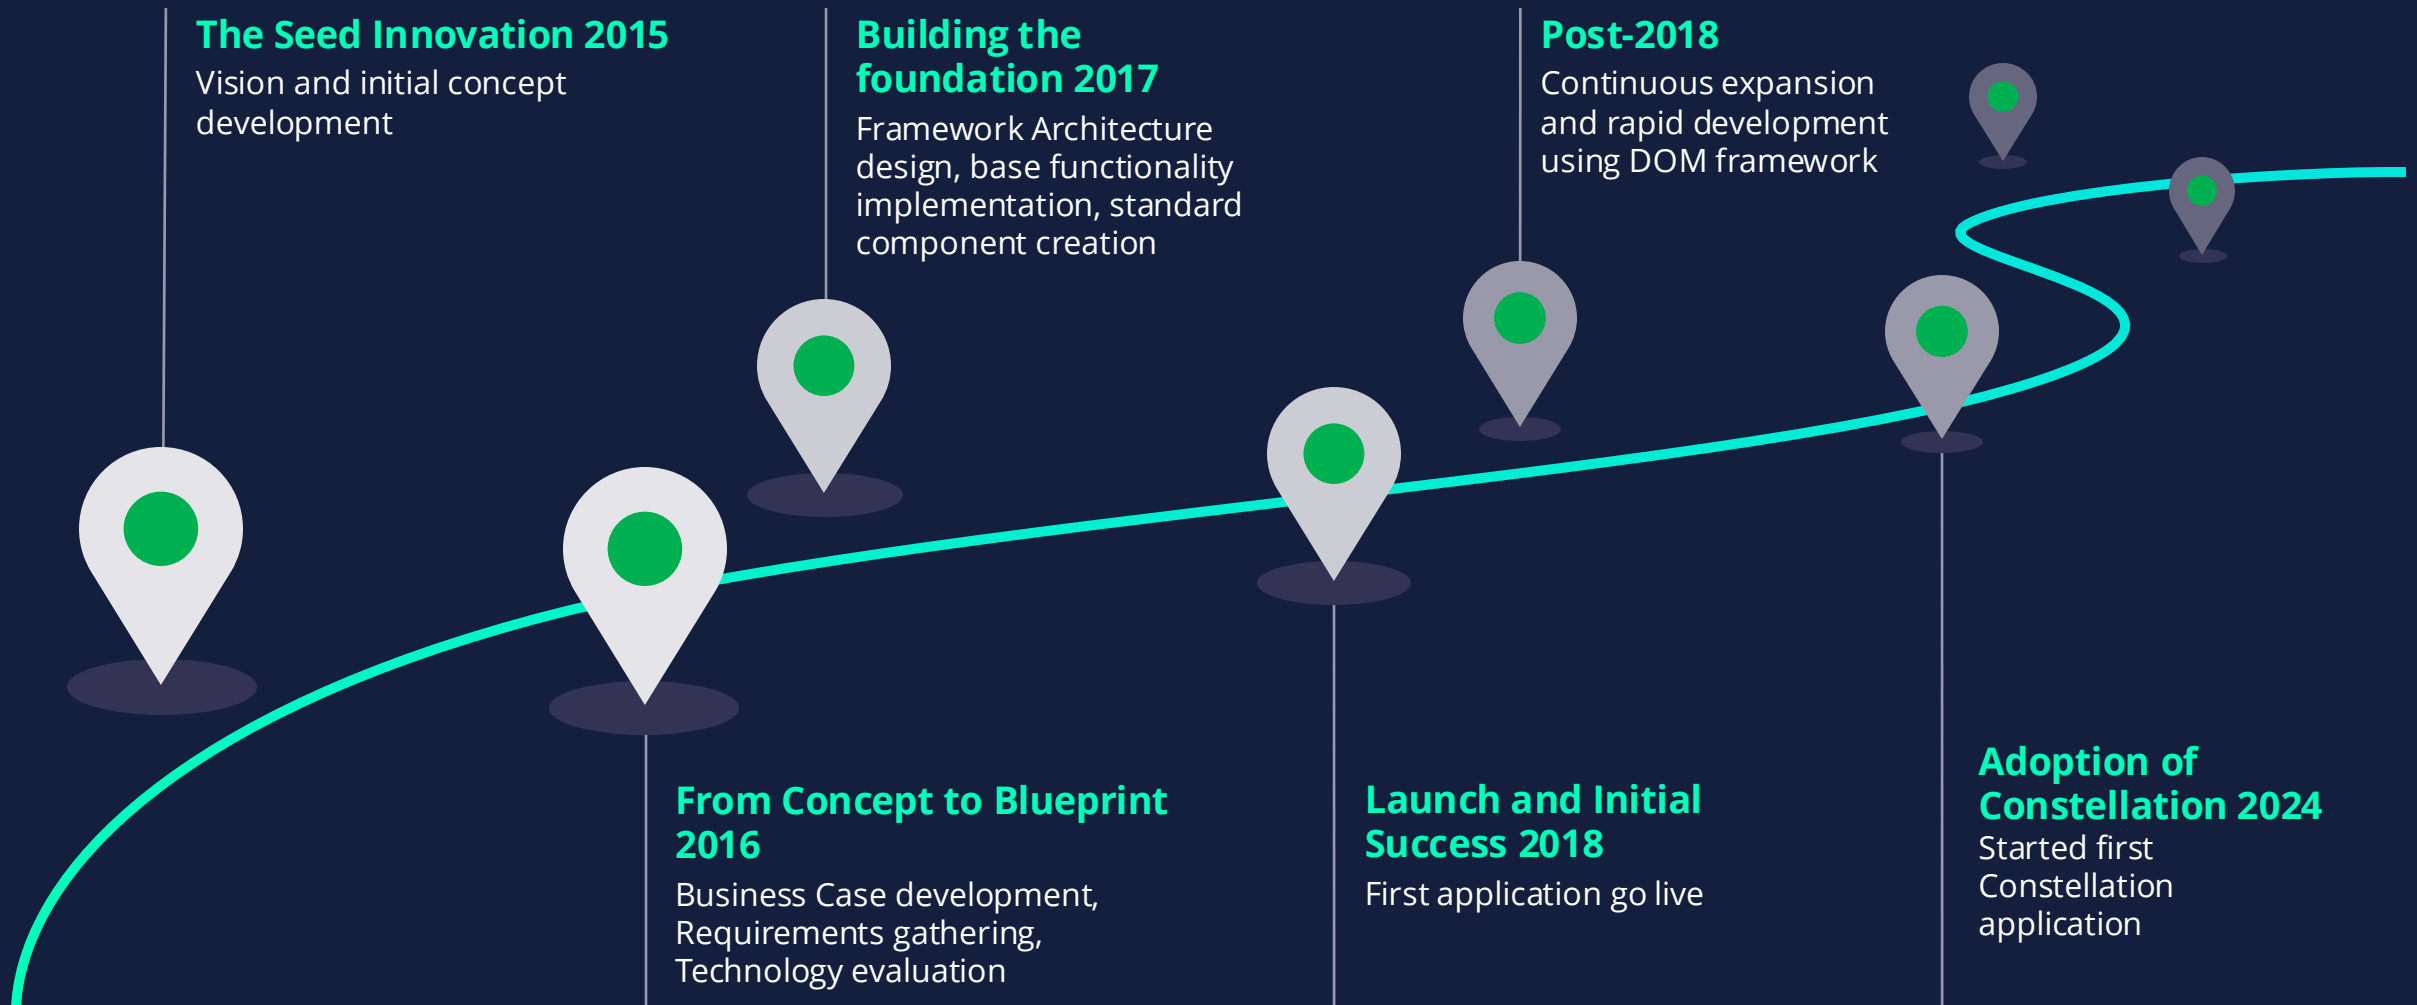 The Seed Innovation 2015
Vision and initial concept
development
Building the
foundation 2017
Framework Architecture
design, base functionality
implementation, standard
component creation
Post-2018
Continuous expansion
and rapid development
using DOM framework
From Concept to Blueprint
2016
Business Case development,
Requirements gathering,
Technology evaluation
Launch and Initial
Success 2018
First application go live
Adoption of
Constellation 2024
Started first
Constellation
application